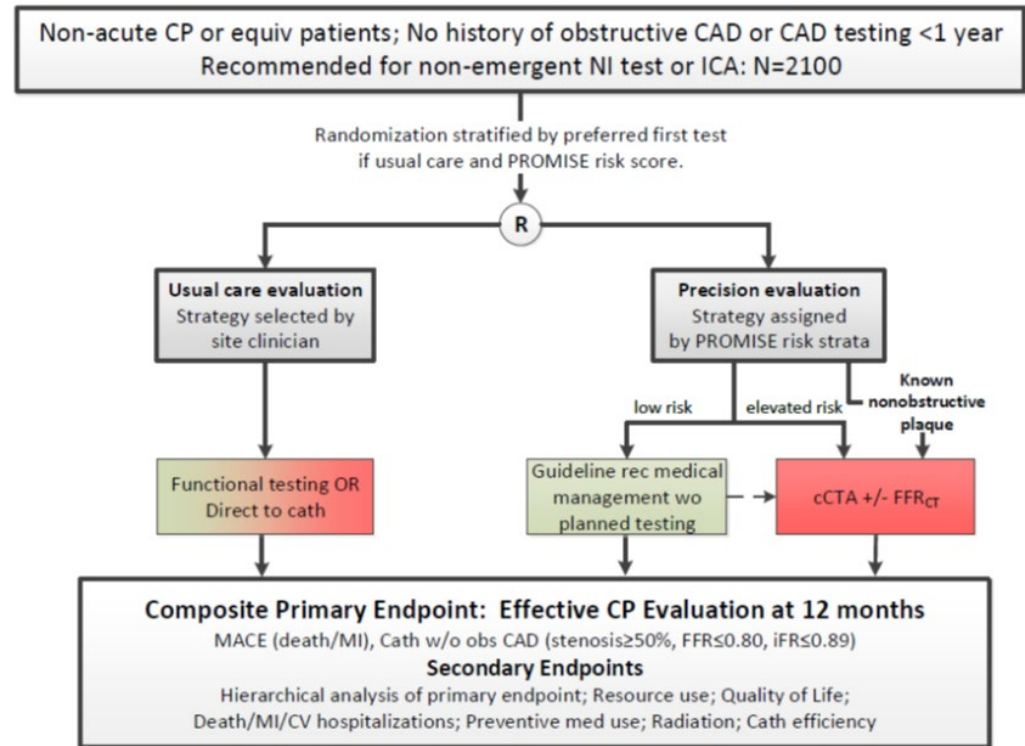 Non-acute CP or equiv patients; No history of obstructive CAD or CAD testing <1 year
Recommended for non-emergent NI test or ICA: N=2100
Randomization stratified by preferred first test
if usual care and PROMISE risk score.
R
Usual care evaluation
Strategy selected by
site clinician
Precision evaluation
Strategy assigned
by PROMISE risk strata
low risk
elevated risk
Known
nonobstructive
plaque
Functional testing OR
Direct to cath
Guideline rec medical
management wo
planned testing
cCTA +/- FFRCT
Composite Primary Endpoint: Effective CP Evaluation at 12 months
MACE (death/MI), Cath w/o obs CAD (stenosis≥50%, FFR≤0.80, iFR≤0.89)
Secondary Endpoints
Hierarchical analysis of primary endpoint; Resource use; Quality of Life;
Death/MI/CV hospitalizations; Preventive med use; Radiation; Cath efficiency